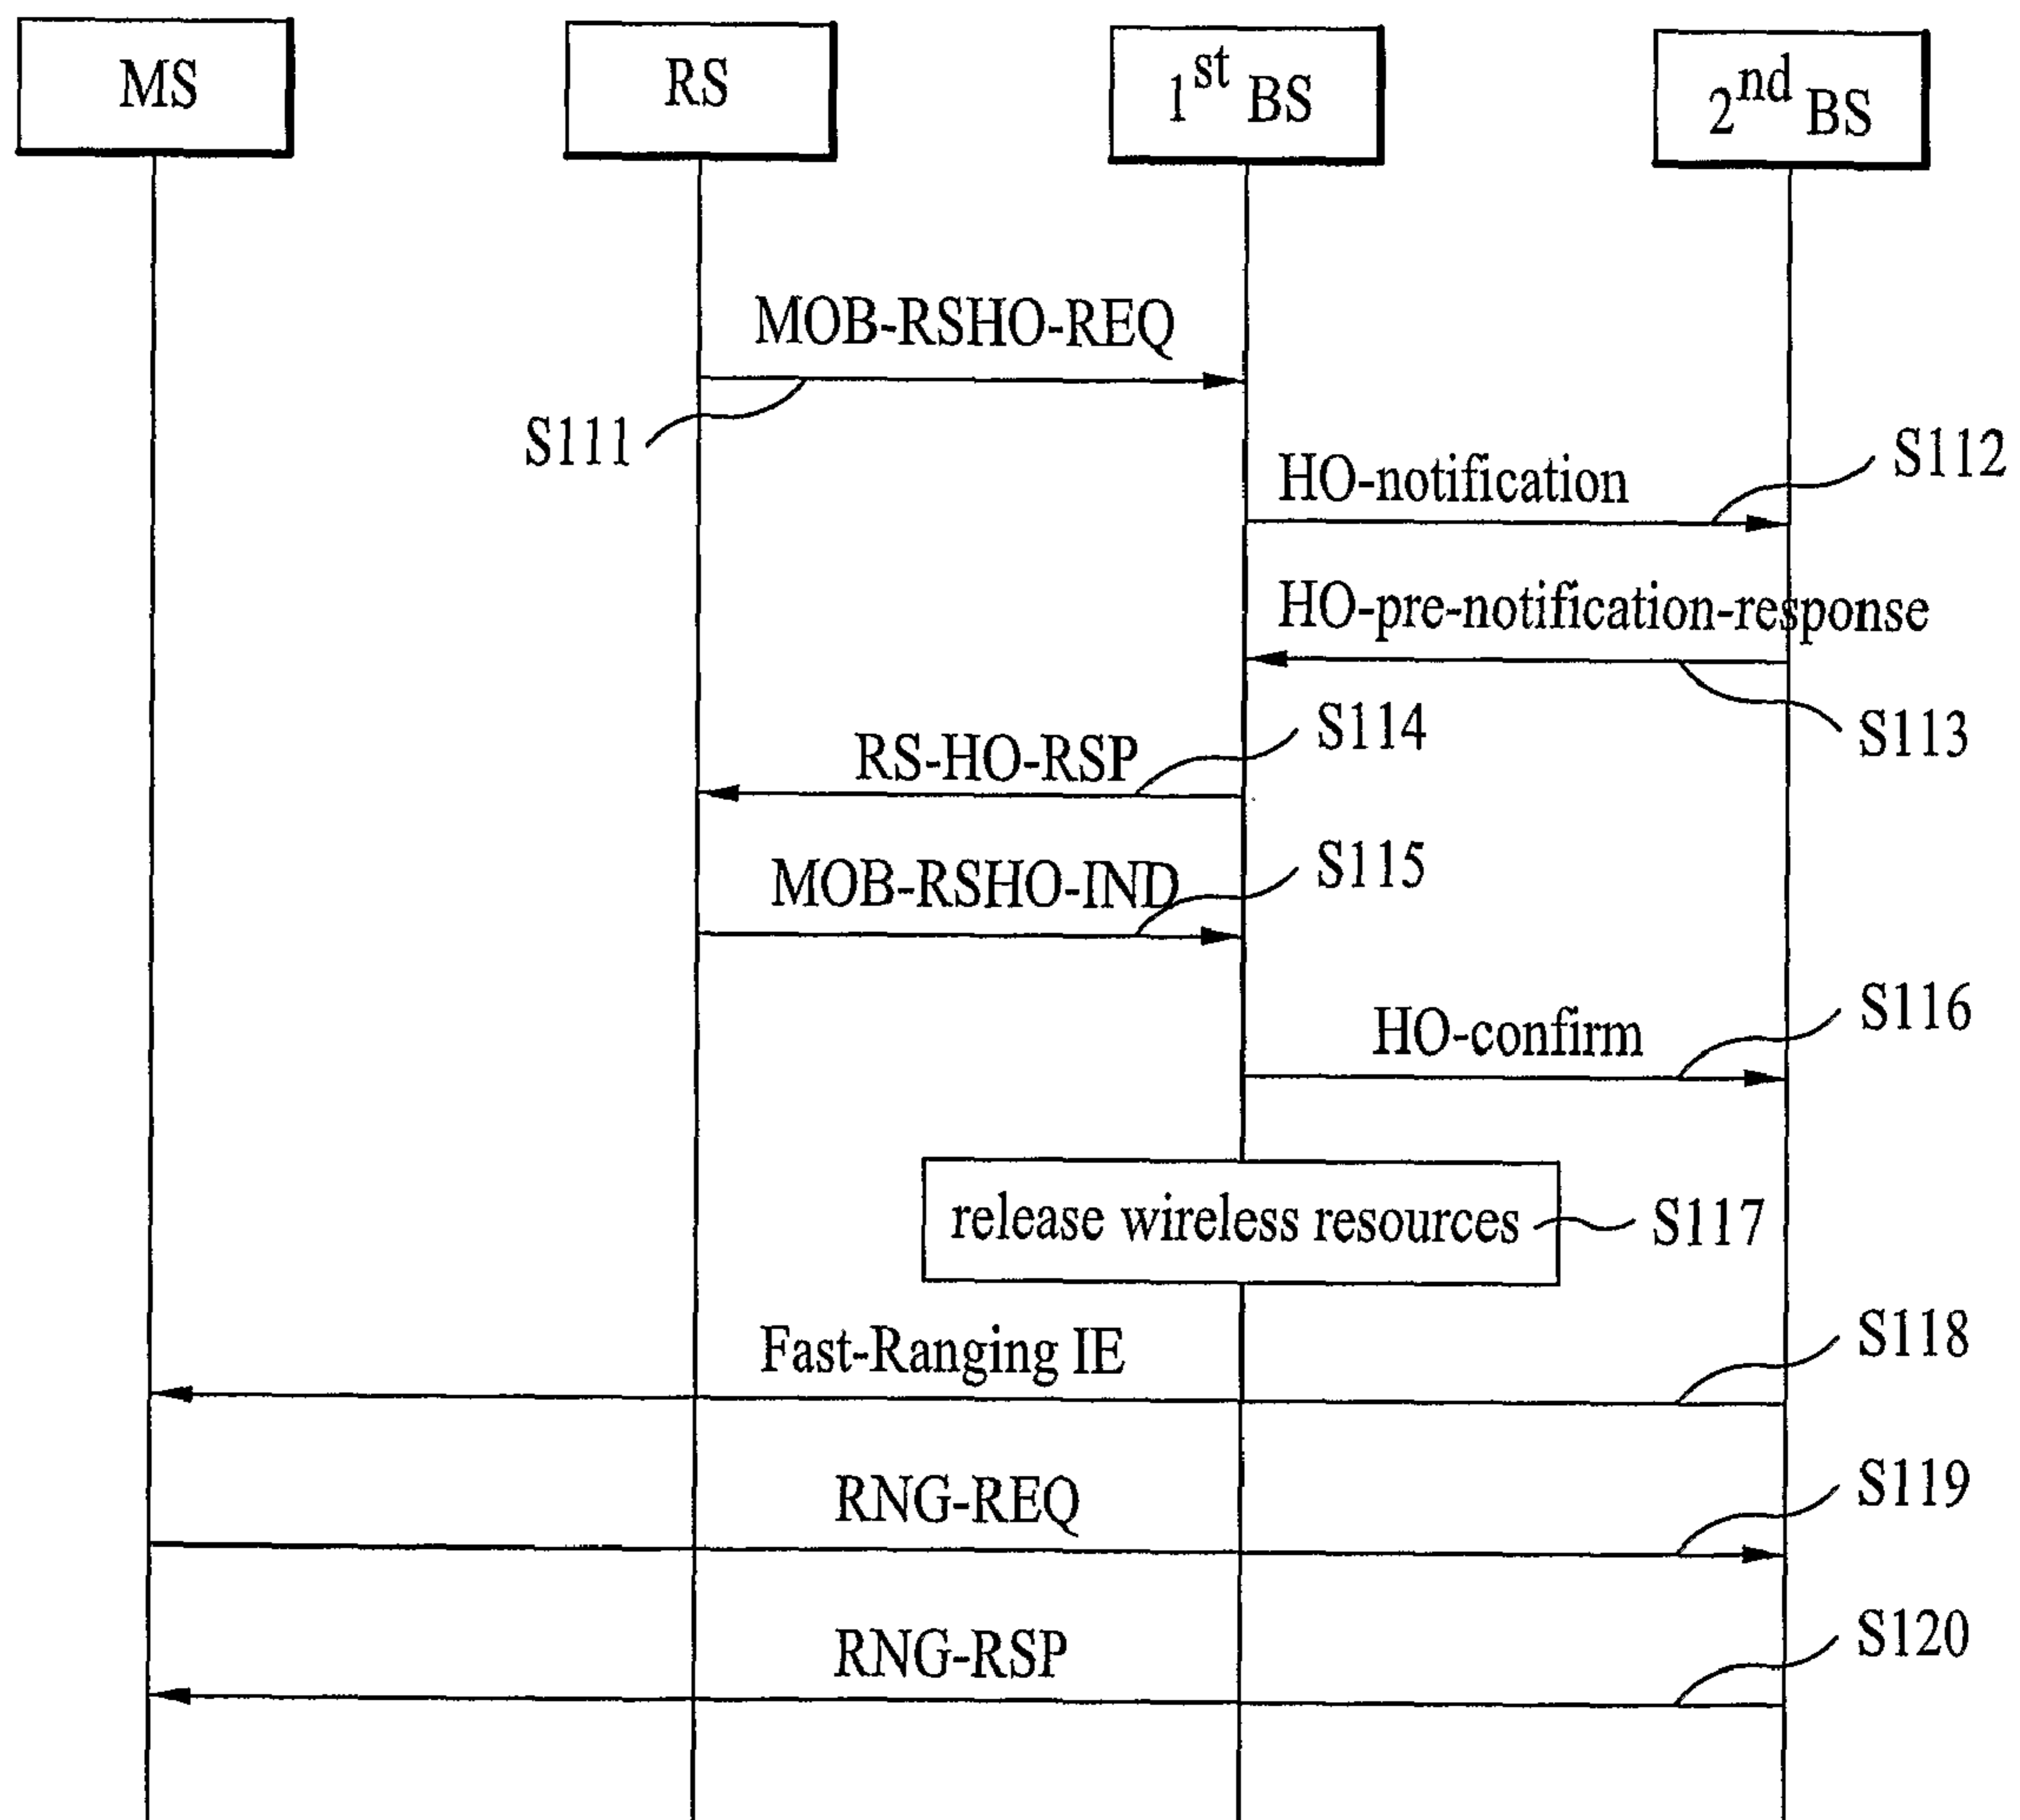 MS
RS
1st BS
2nd BS
MOB-RSHO-REQ
S111
HO-notification
S112
HO-pre-notification-response
S113
RS-HO-RSP
S114
MOB-RSHO-IND
S115
HO-confirm
S116
release wireless resources
S117
Fast-Ranging IE
S118
RNG-REQ
S119
RNG-RSP
S120